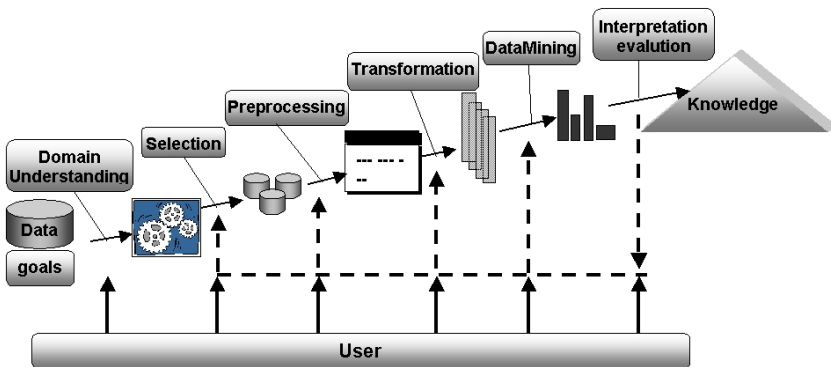 Interpretation
evalution
DataMining
Transformation
Knowledge
Preprocessing
Selection
Domain
Understanding
Data
goals
User